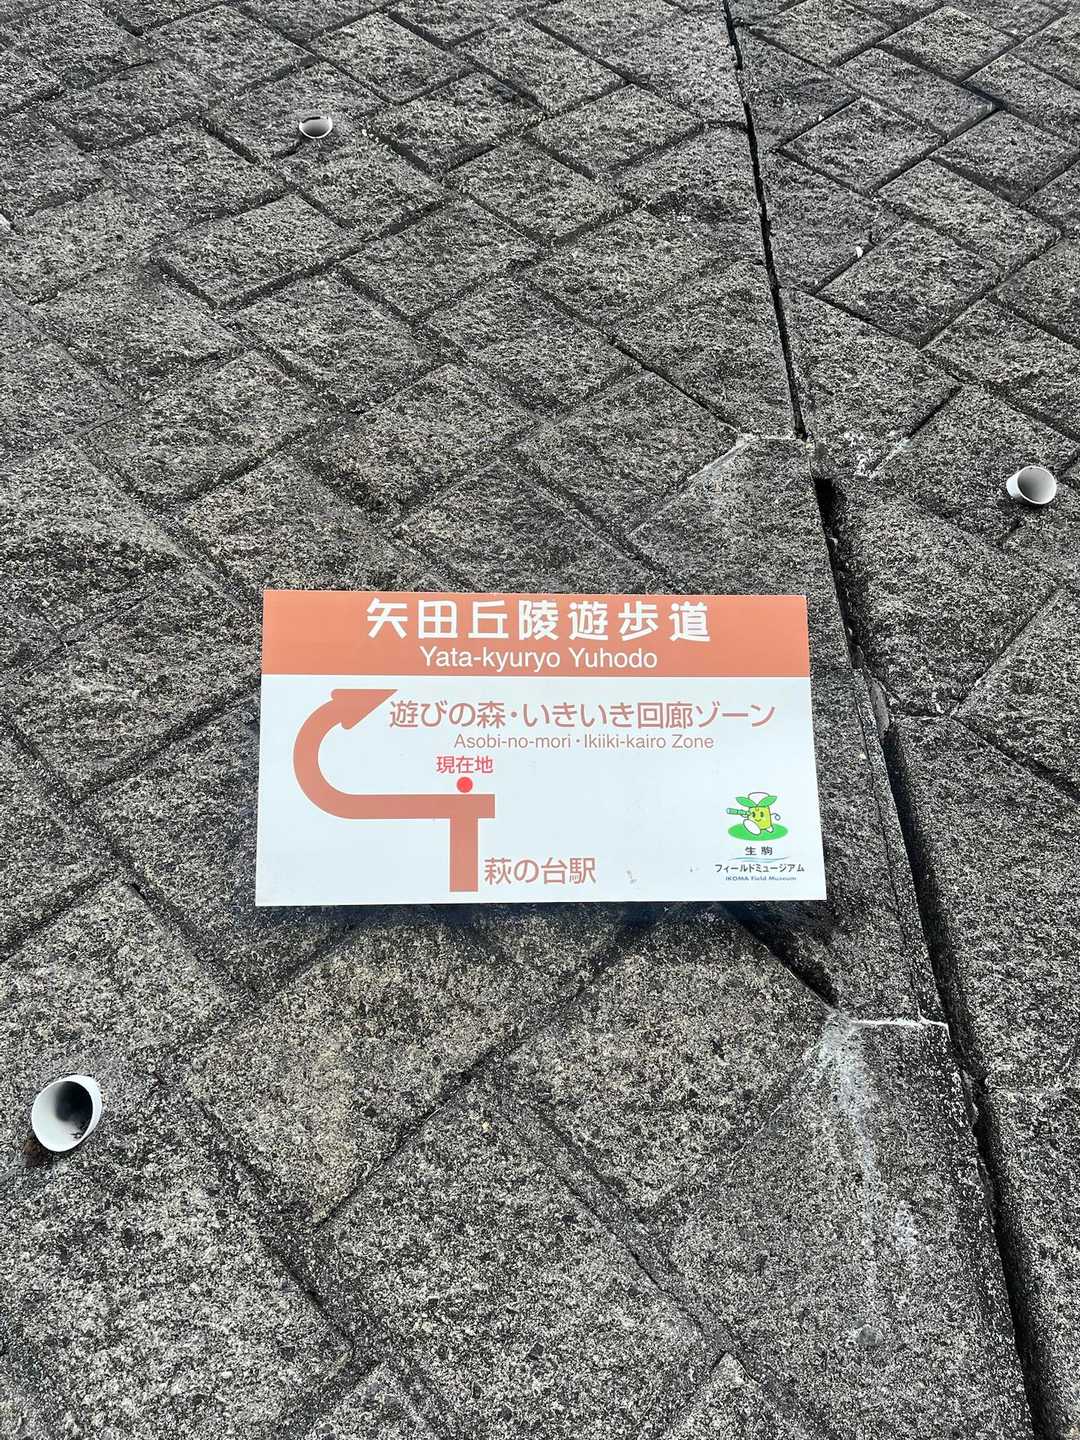 矢田丘陵遊歩道
Yata-kyuryo Yuhodo
遊びの森・いきいき回廊ゾーン
Asobi-no-mori・Ikiiki-kairo Zone
現在地
萩の台駅
生駒
フィールドミュージアム
IKOMA Field Museum